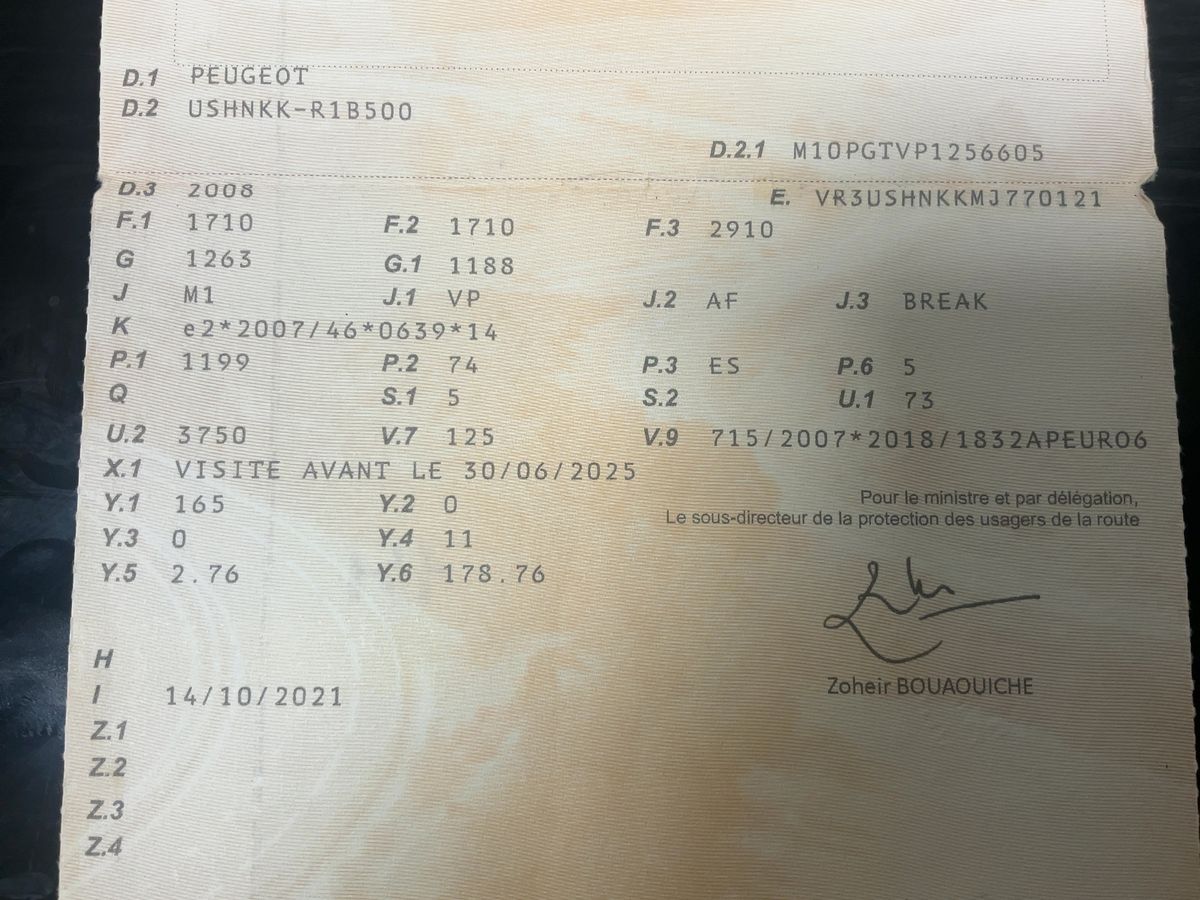 D.1 PEUGEOT
D.2 USHNKK-R1B500
D.2.1 M10PGTVP1256605
D.3 2008 E. VR3USHNKKMJ770121
F.1 1710 F.2 1710 F.3 2910
G 1263 G.1 1188
J M1 J.1 VP J.2 AF J.3 BREAK
K e2*2007/46*0639*14
P.1 1199 P.2 74 P.3 ES P.6 5
Q S.1 5 S.2 U.1 73
U.2 3750 V.7 125 V.9 715/2007*2018/1832APEURO6
X.1 VISITE AVANT LE 30/06/2025
Y.1 165 Y.2 0
Pour le ministre et par délégation,
Le sous-directeur de la protection des usagers de la route
Y.3 0 Y.4 11
Y.5 2.76 Y.6 178.76
H
I 14/10/2021
Zoheir BOUAOUICHE
Z.1
Z.2
Z.3
Z.4